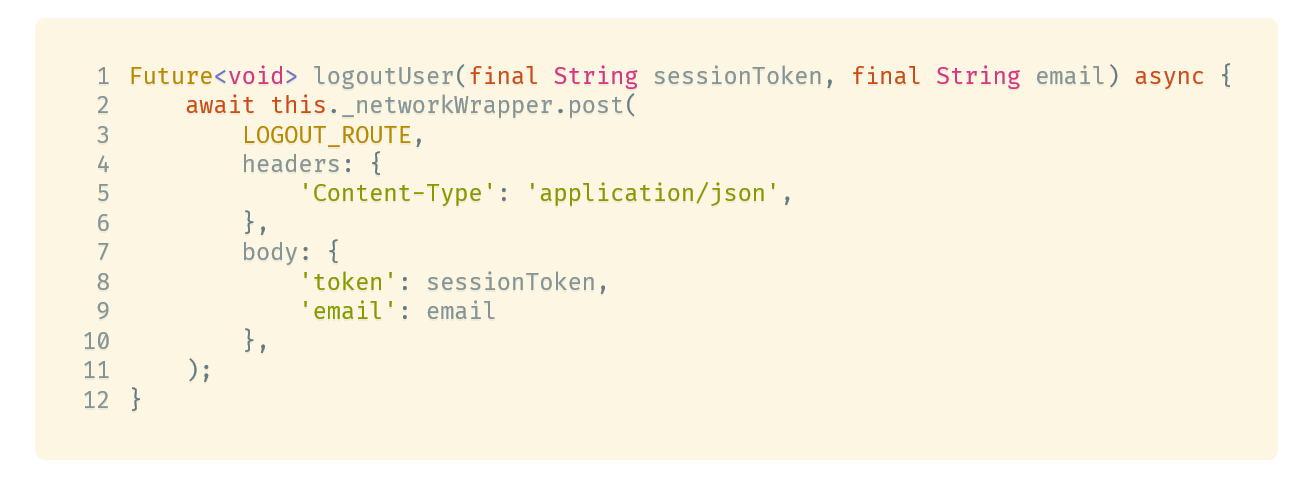 1 Future<void> logoutUser(final String sessionToken, final String email) async {
2     await this._networkWrapper.post(
3         LOGOUT_ROUTE,
4         headers: {
5             'Content-Type': 'application/json',
6         },
7         body: {
8             'token': sessionToken,
9             'email': email
10         },
11     );
12 }